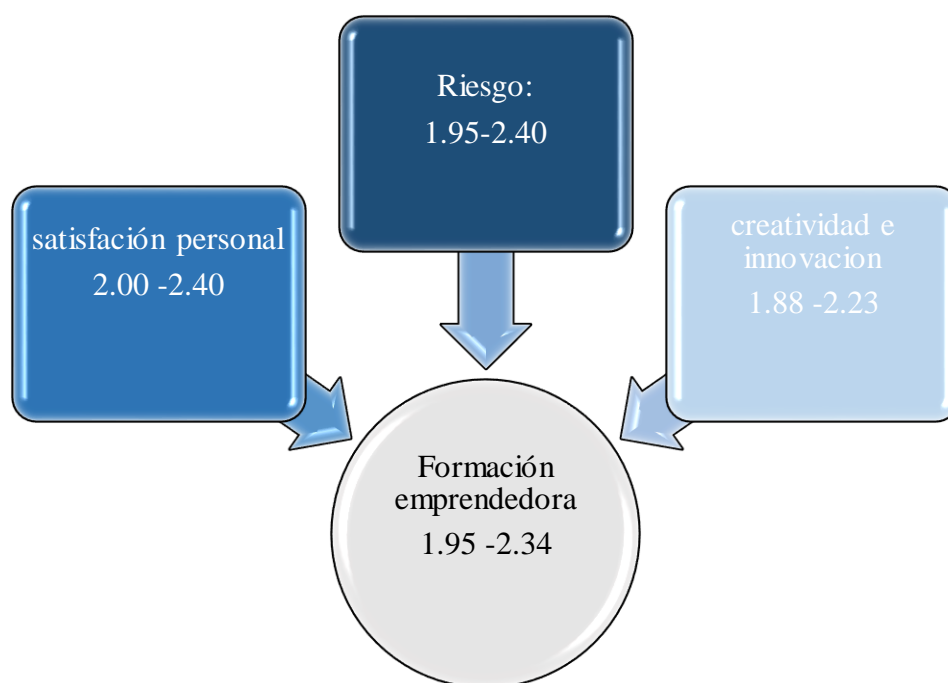 Riesgo:
1.95-2.40
satisfación personal
2.00 -2.40
creatividad e
innovacion
1.88 -2.23
Formación
emprendedora
1.95 -2.34